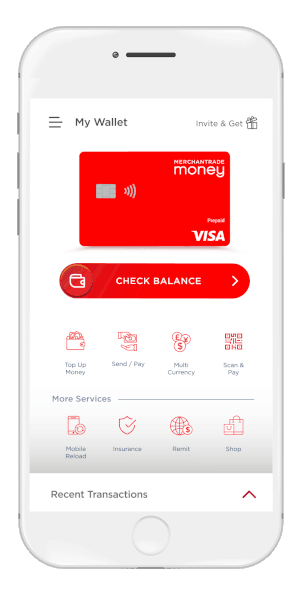 My Wallet
Invite & Get
MERCHANTRADE
money
Prepaid
VISA
CHECK BALANCE
Top Up
Money
Send / Pay
Multi
Currency
Scan &
Pay
More Services
Mobile
Reload
Insurance
Remit
Shop
Recent Transactions